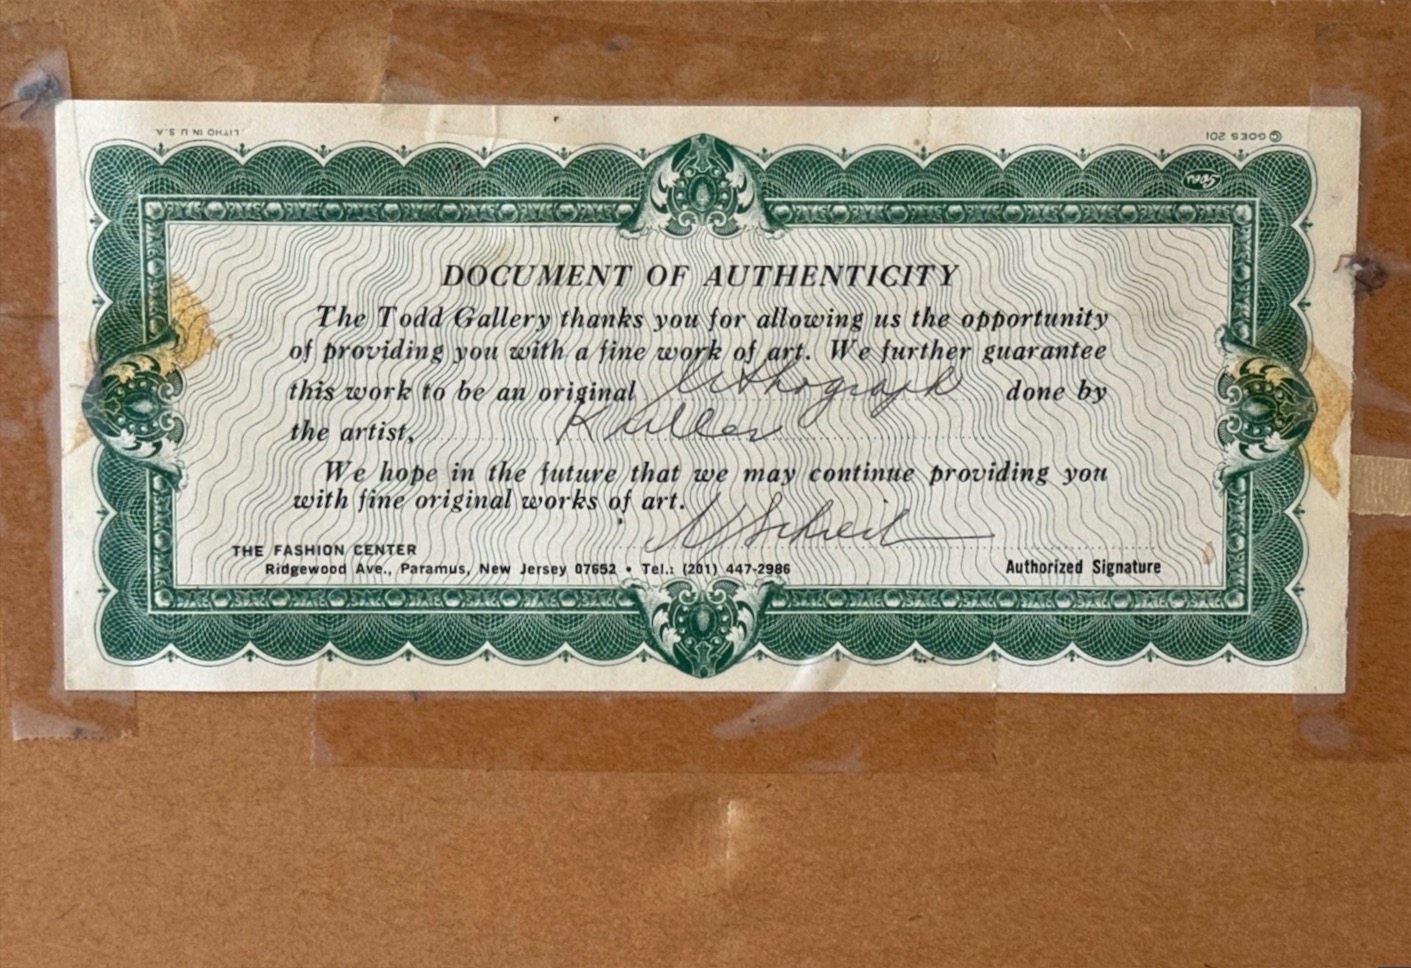 LITHO IN U.S.A.
© GOES 201
Goes
DOCUMENT OF AUTHENTICITY
The Todd Gallery thanks you for allowing us the opportunity
of providing you with a fine work of art. We further guarantee
this work to be an original lithograph done by
the artist,
We hope in the future that we may continue providing you
with fine original works of art.
THE FASHION CENTER
Ridgewood Ave., Paramus, New Jersey 07652 • Tel.: (201) 447-2986
Authorized Signature